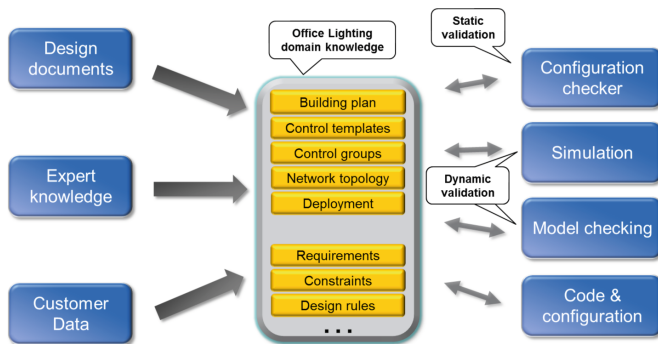 Design
documents
Expert
knowledge
Customer
Data
Office Lighting
domain knowledge
Building plan
Control templates
Control groups
Network topology
Deployment
Requirements
Constraints
Design rules
...
Static
validation
Dynamic
validation
Configuration
checker
Simulation
Model checking
Code &
configuration